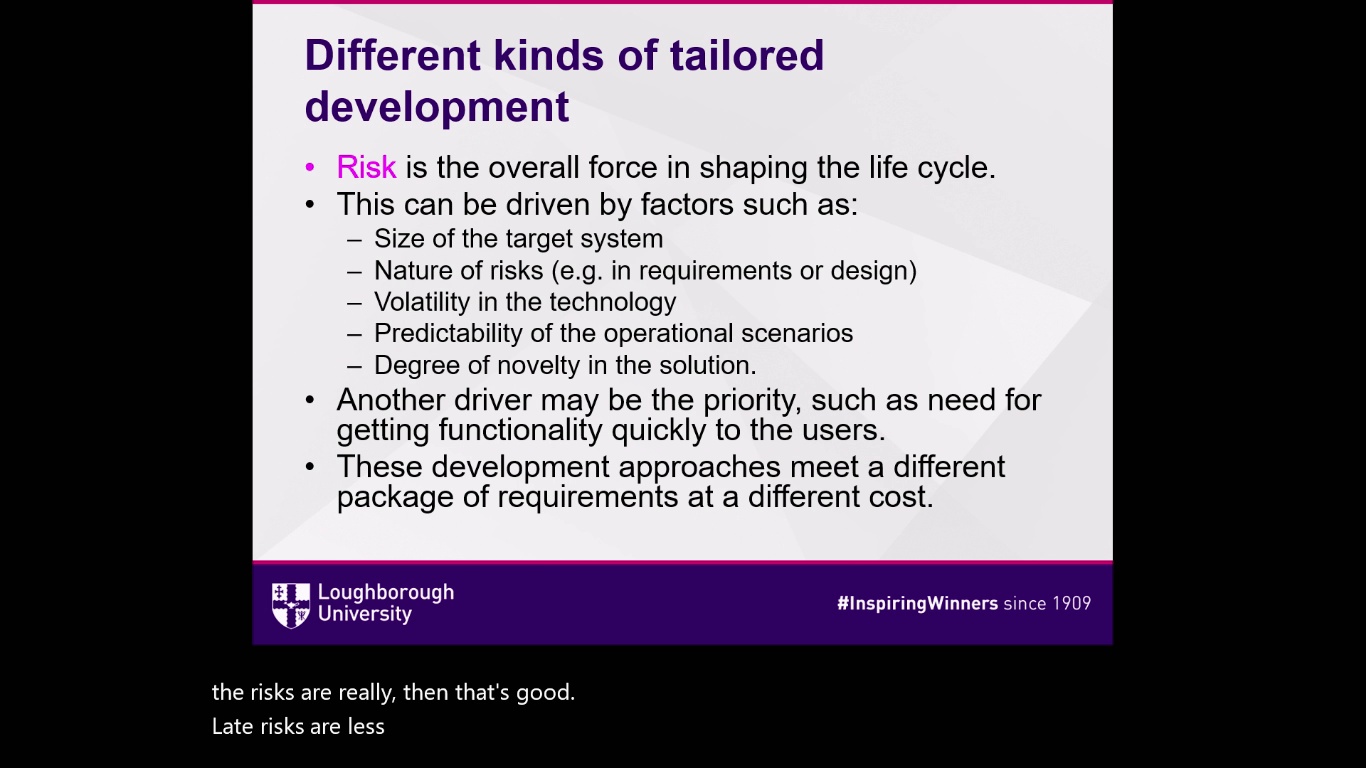 Different kinds of tailored
development
• Risk is the overall force in shaping the life cycle.
• This can be driven by factors such as:
– Size of the target system
– Nature of risks (e.g. in requirements or design)
– Volatility in the technology
– Predictability of the operational scenarios
– Degree of novelty in the solution.
• Another driver may be the priority, such as need for
getting functionality quickly to the users.
• These development approaches meet a different
package of requirements at a different cost.
Loughborough
University
#InspiringWinners since 1909
the risks are really, then that's good.
Late risks are less